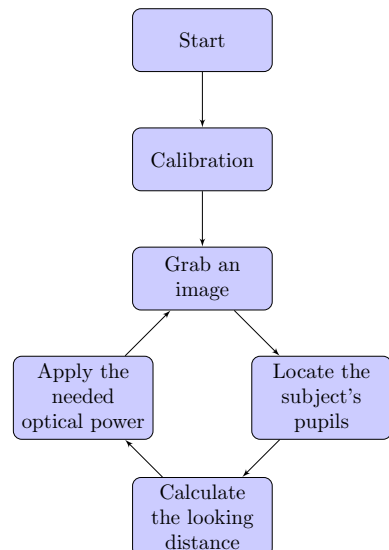 Start
Calibration
Grab an
image
Apply the
needed
optical power
Locate the
subject's
pupils
Calculate
the looking
distance